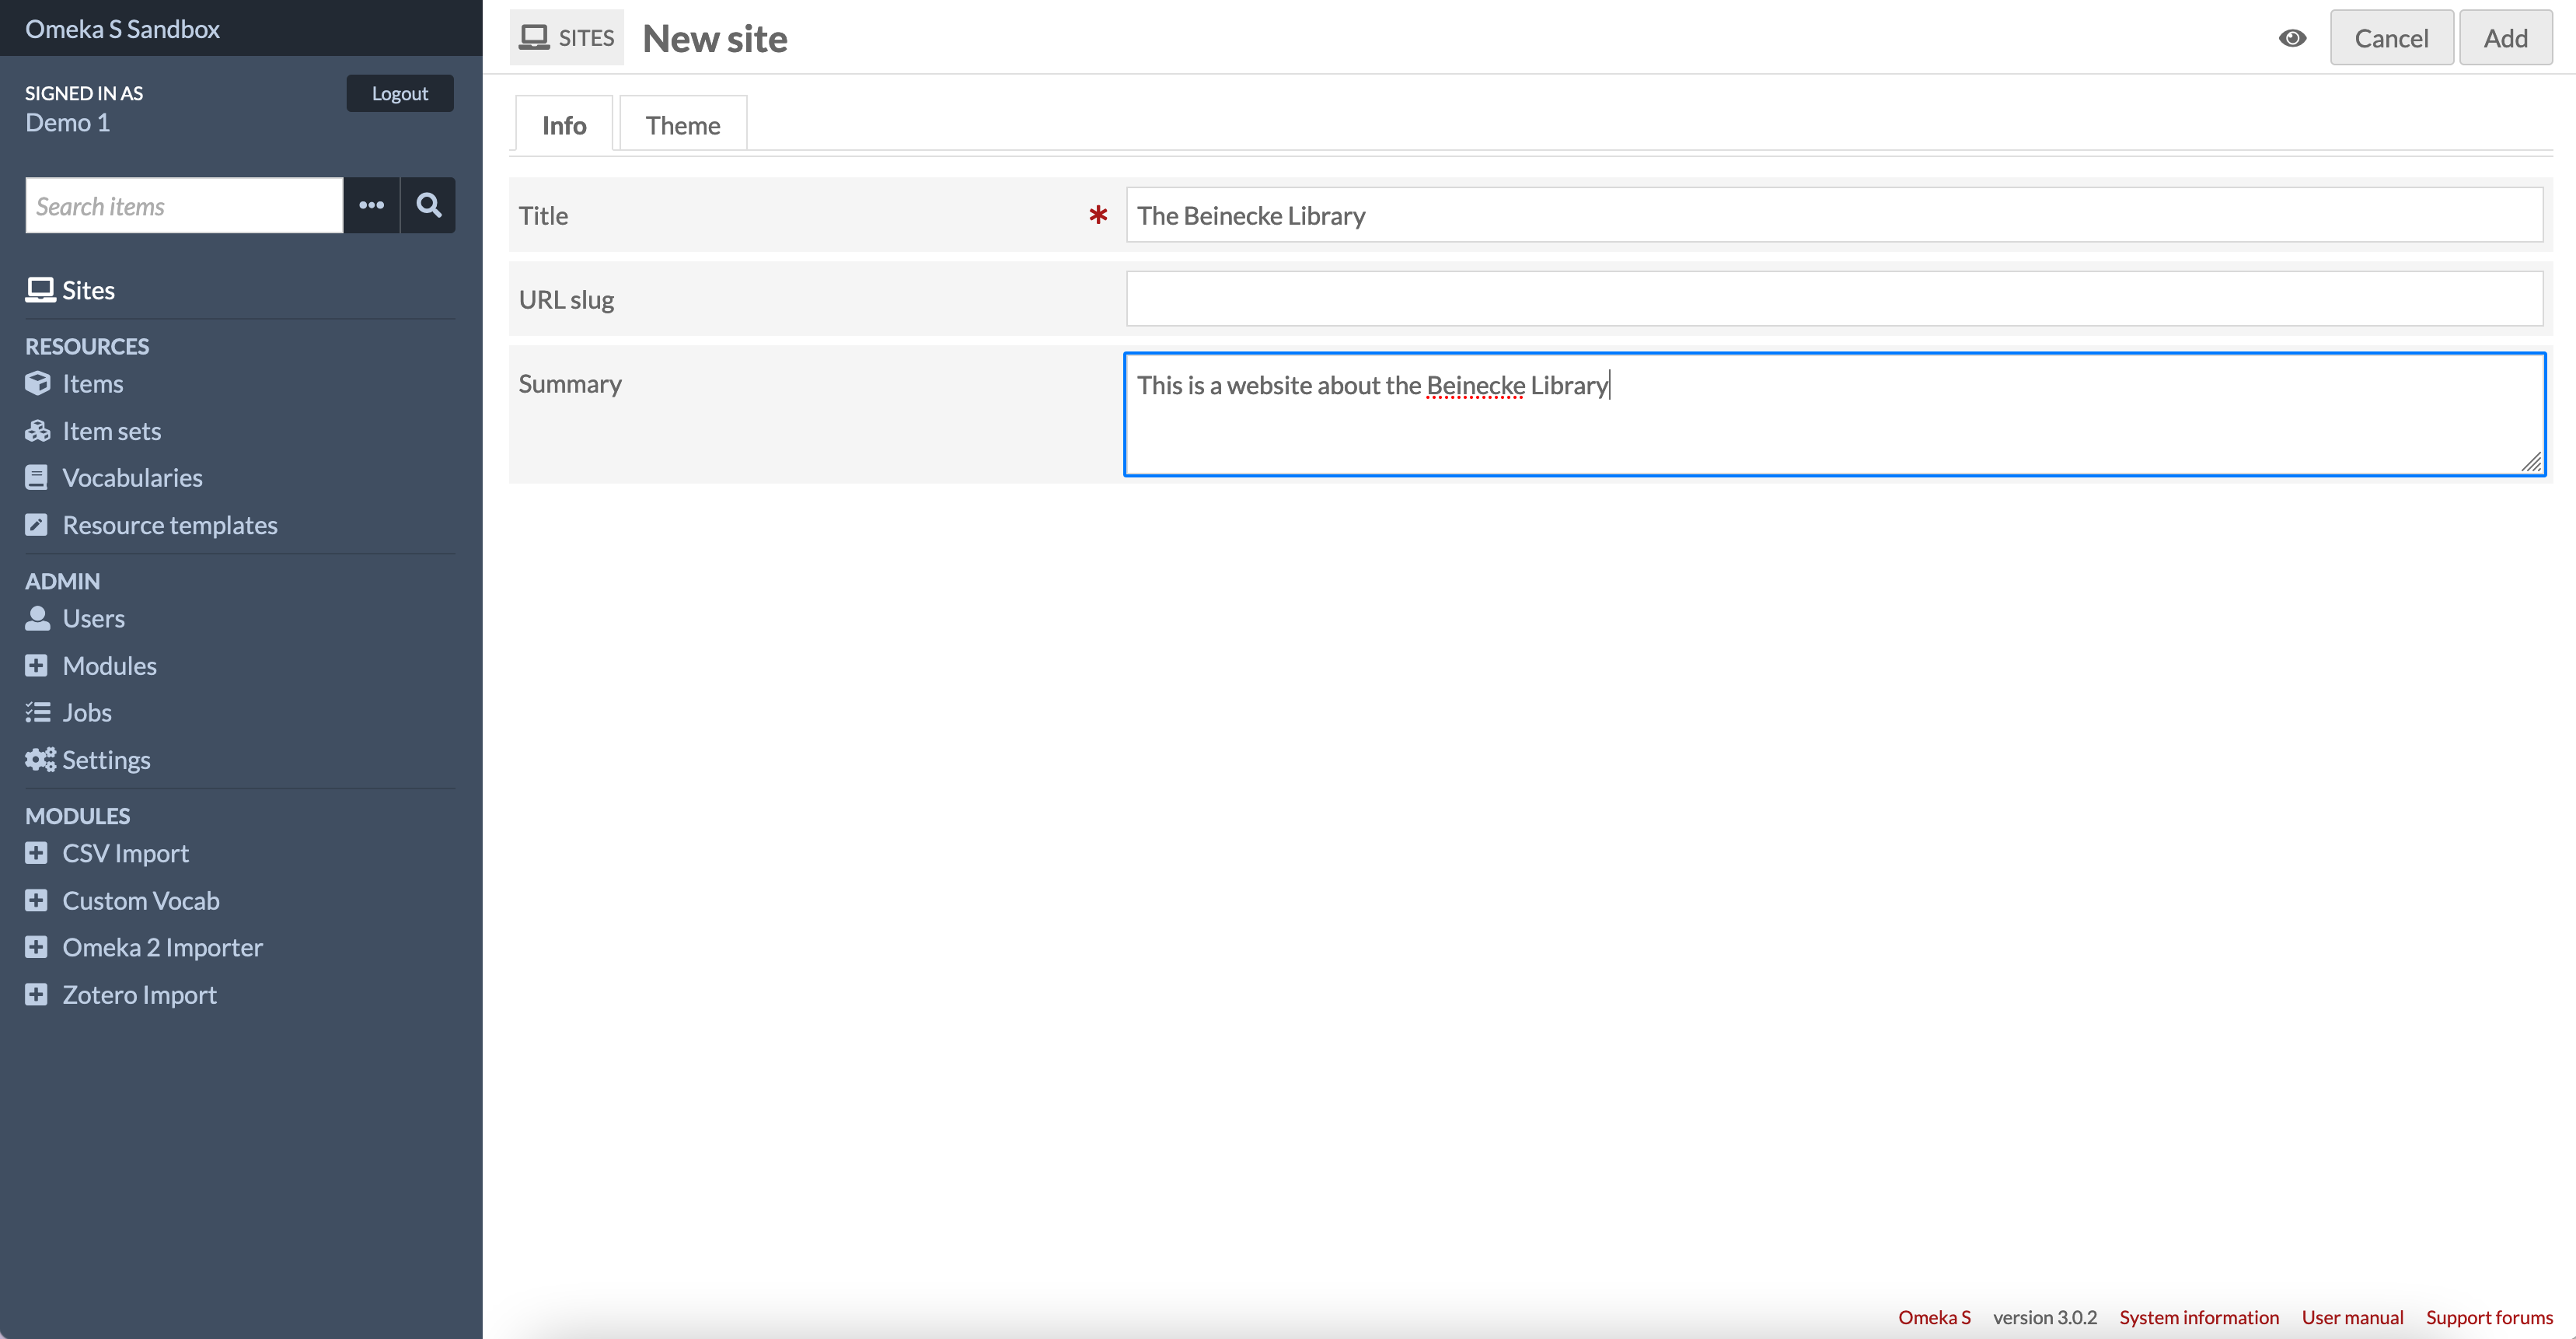 Omeka S Sandbox
SIGNED IN AS
Demo 1
Logout
Search items
Sites
RESOURCES
Items
Item sets
Vocabularies
Resource templates
ADMIN
Users
Modules
Jobs
Settings
MODULES
CSV Import
Custom Vocab
Omeka 2 Importer
Zotero Import
SITES New site
Cancel Add
Info Theme
Title * The Beinecke Library
URL slug
Summary This is a website about the Beinecke Library
Omeka S version 3.0.2 System information User manual Support forums